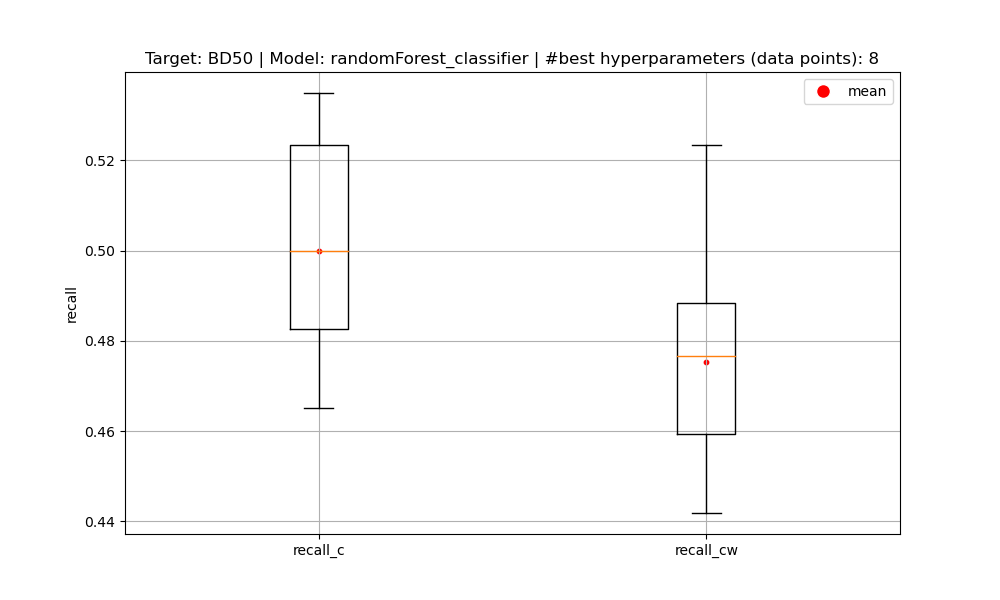 Target: BD50 | Model: randomForest_classifier | #best hyperparameters (data points): 8
mean
0.52
0.50
0.48
0.46
0.44
recall
recall_c
recall_cw